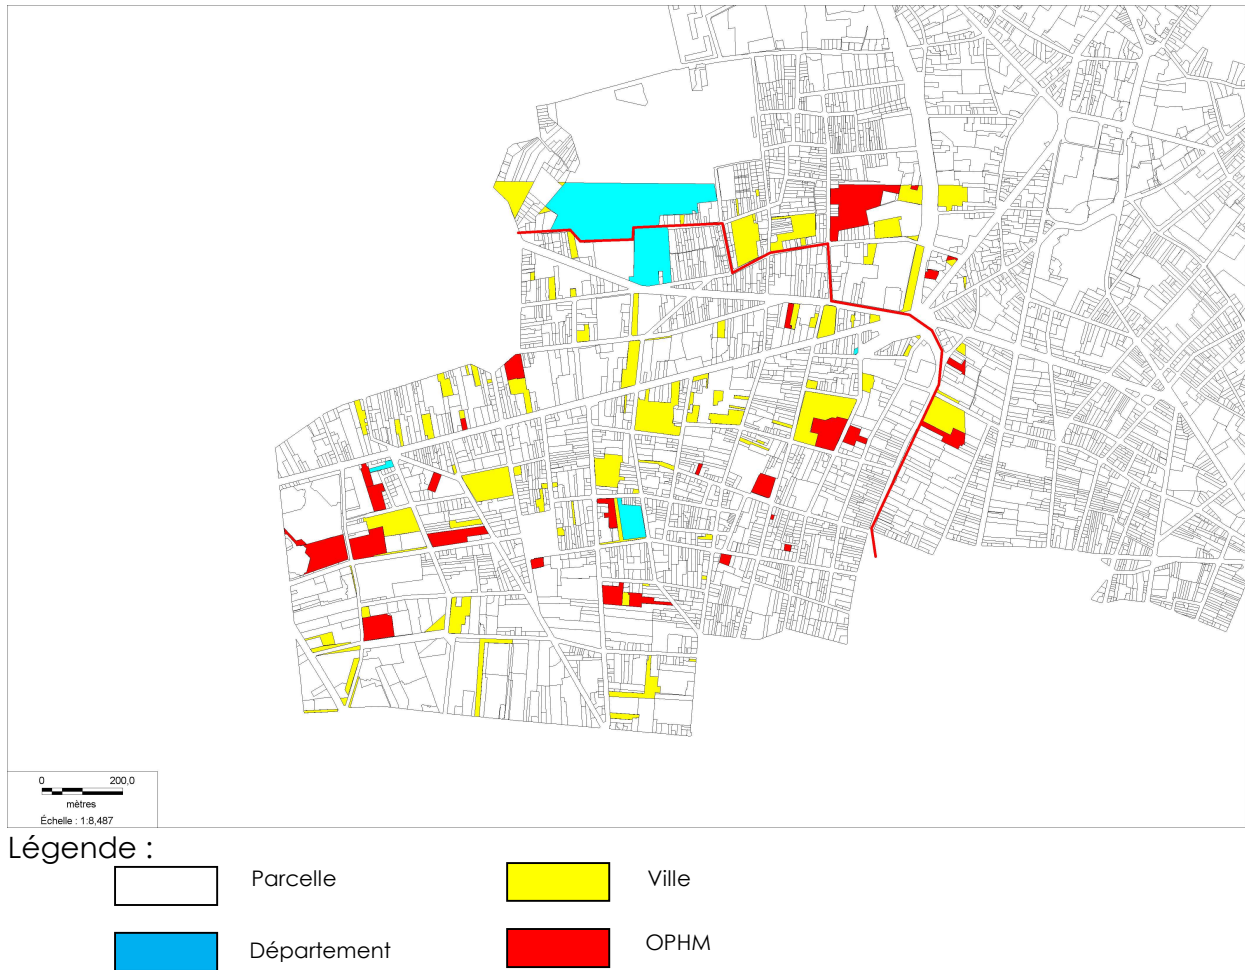 0 200,0
mètres
Échelle : 1:8,487
Légende :
Parcelle
Ville
Département
OPHM